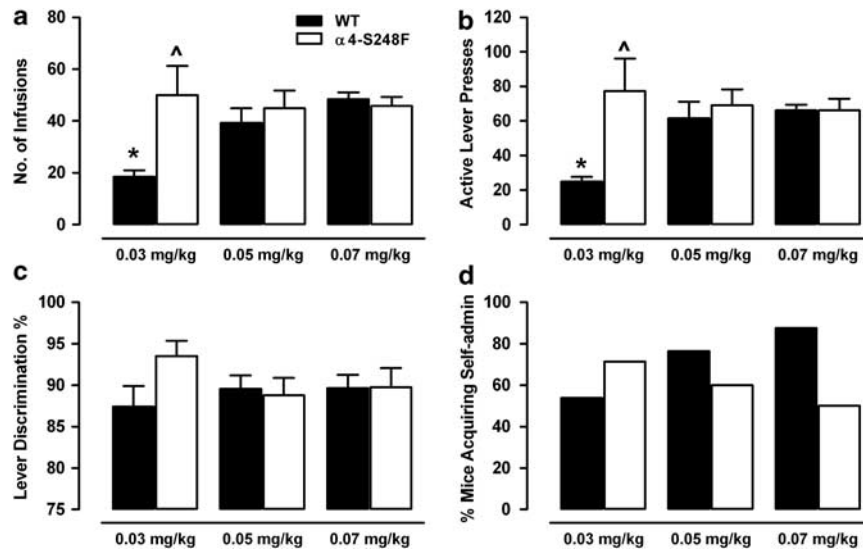 a
WT
α4-S248F
No. of Infusions
80
60
40
20
0
*
^
0.03 mg/kg 0.05 mg/kg 0.07 mg/kg
b
Active Lever Presses
120
100
80
60
40
20
0
*
^
0.03 mg/kg 0.05 mg/kg 0.07 mg/kg
c
Lever Discrimination %
100
95
90
85
80
75
0.03 mg/kg 0.05 mg/kg 0.07 mg/kg
d
% Mice Acquiring Self-admin
100
80
60
40
20
0
0.03 mg/kg 0.05 mg/kg 0.07 mg/kg